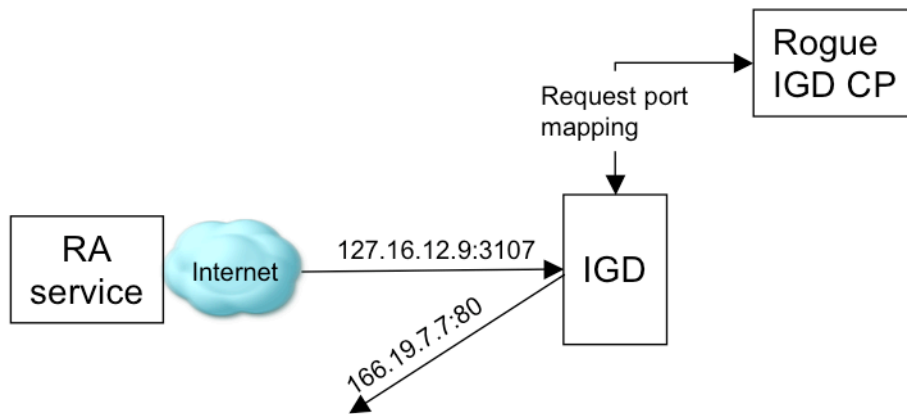 Rogue
IGD CP
Request port
mapping
RA
service
Internet
127.16.12.9:3107
IGD
166.19.7.7:80